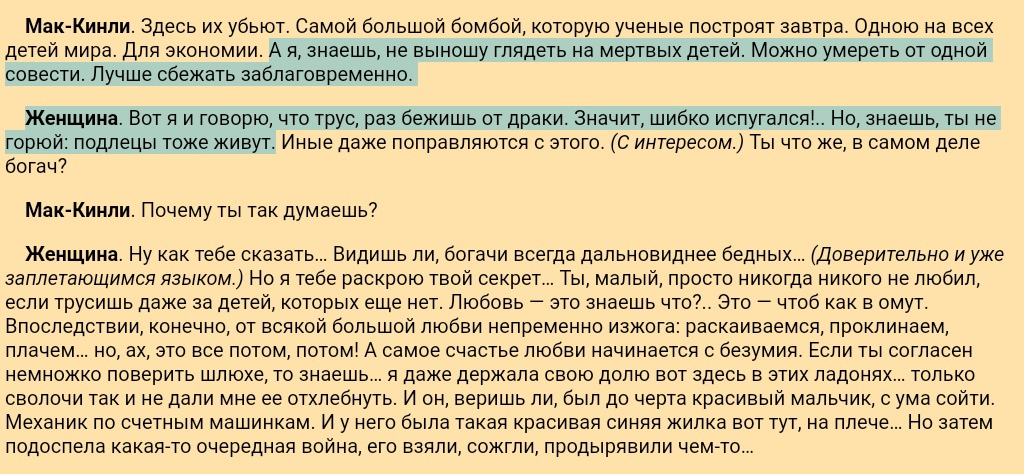 Мак-Кинли. Здесь их убьют. Самой большой бомбой, которую ученые построят завтра. Одною на всех
детей мира. Для экономии. А я, знаешь, не выношу глядеть на мертвых детей. Можно умереть от одной
совести. Лучше сбежать заблаговременно.
Женщина. Вот я и говорю, что трус, раз бежишь от драки. Значит, шибко испугался!.. Но, знаешь, ты не
горюй: подлецы тоже живут. Иные даже поправляются с этого. (С интересом.) Ты что же, в самом деле
богач?
Мак-Кинли. Почему ты так думаешь?
Женщина. Ну как тебе сказать… Видишь ли, богачи всегда дальновиднее бедных… (Доверительно и уже
заплетающимся языком.) Но я тебе раскрою твой секрет… Ты, малый, просто никогда никого не любил,
если трусишь даже за детей, которых еще нет. Любовь — это знаешь что?.. Это — чтоб как в омут.
Впоследствии, конечно, от всякой большой любви непременно изжога: раскаиваемся, проклинаем,
плачем… но, ах, это все потом, потом! А самое счастье любви начинается с безумия. Если ты согласен
немножко поверить шлюхе, то знаешь… я даже держала свою долю вот здесь в этих ладонях… только
сволочи так и не дали мне ее отхлебнуть. И он, веришь ли, был до черта красивый мальчик, с ума сойти.
Механик по счетным машинкам. И у него была такая красивая синяя жилка вот тут, на плече… Но затем
подоспела какая-то очередная война, его взяли, сожгли, продырявили чем-то…